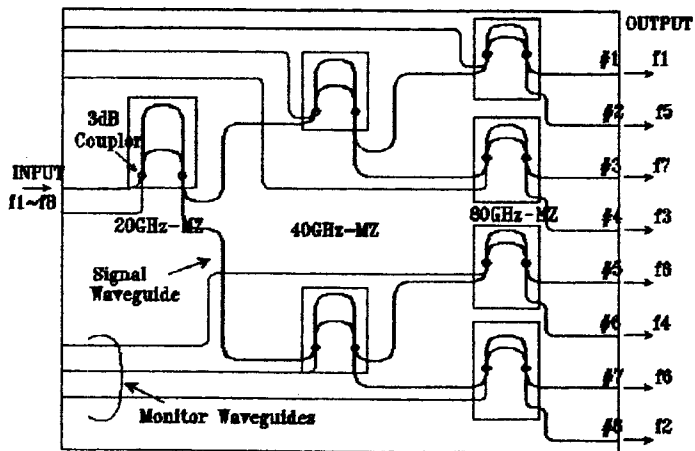 OUTPUT
#1 f1
#2 f5
3dB
Coupler
#3 f7
INPUT
f1~f8
#4 f3
20GHz-MZ
40GHz-MZ
80GHz-MZ
Signal
Waveguide
#5 f8
#6 f4
#7 f6
Monitor Waveguides
#8 f2